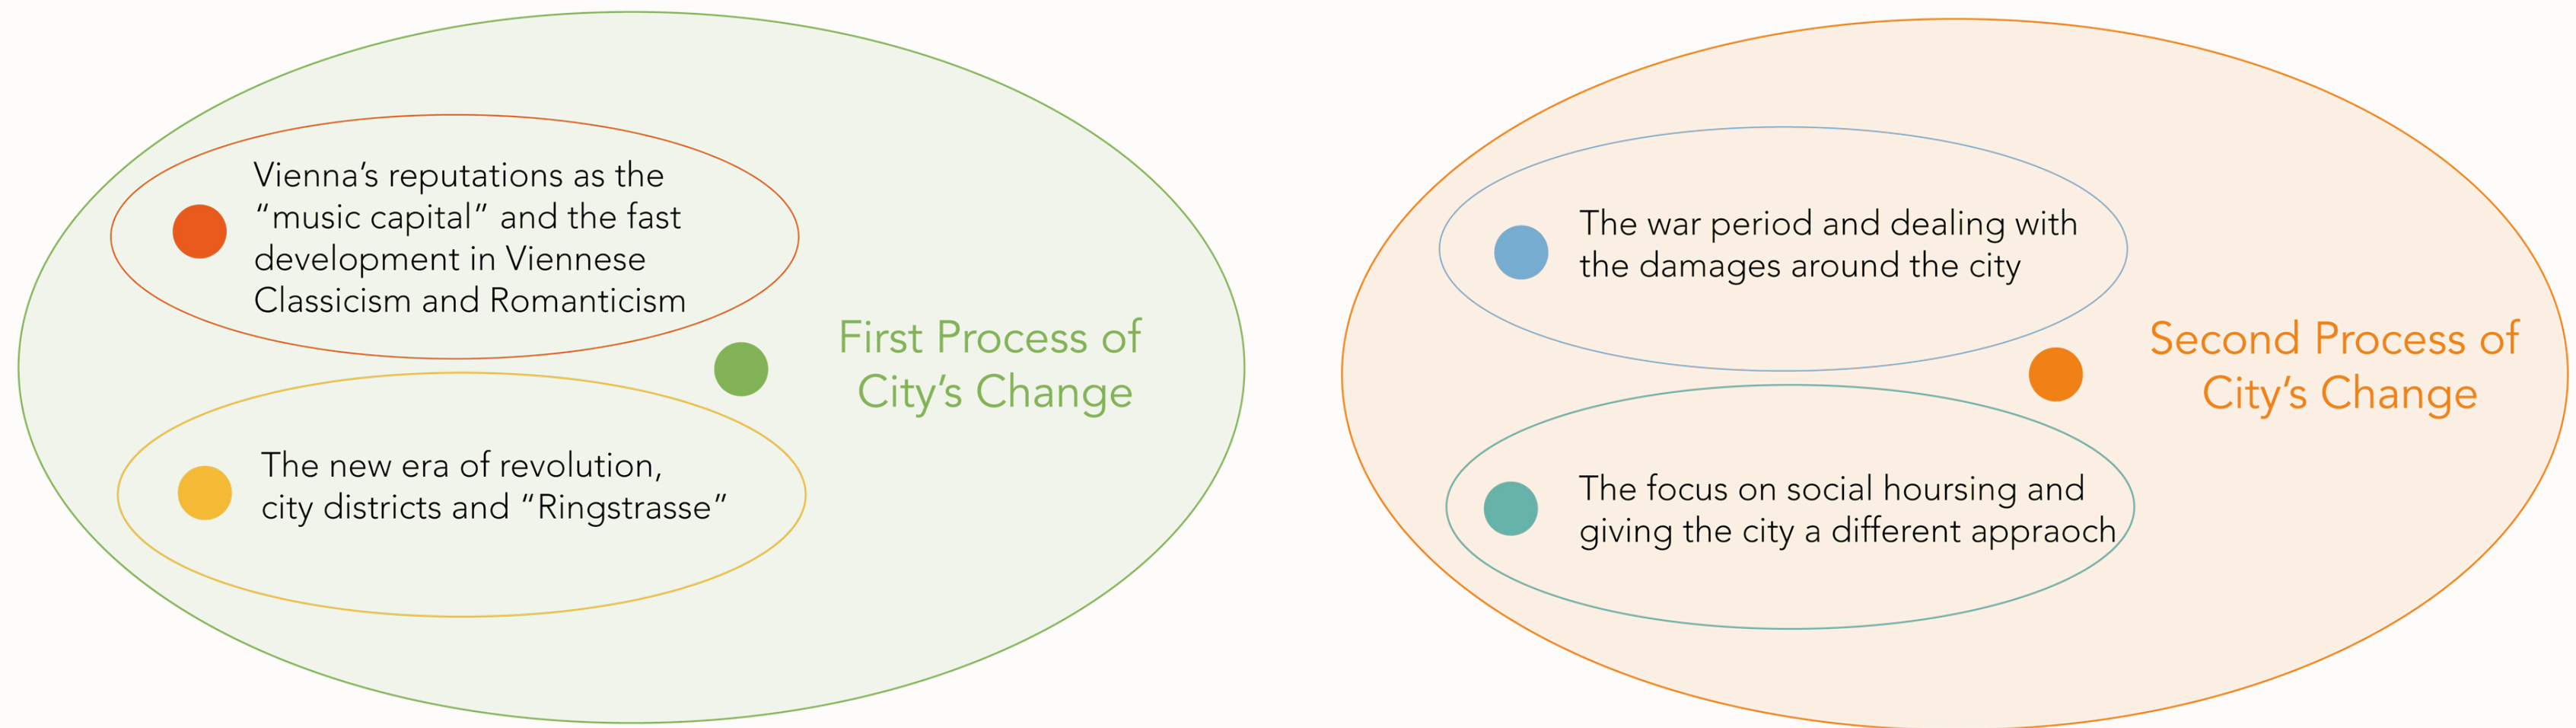 Vienna’s reputations as the
“music capital” and the fast
development in Viennese
Classicism and Romanticism
The new era of revolution,
city districts and “Ringstrasse”
First Process of
City’s Change
The war period and dealing with
the damages around the city
The focus on social hoursing and
giving the city a different appraoch
Second Process of
City’s Change